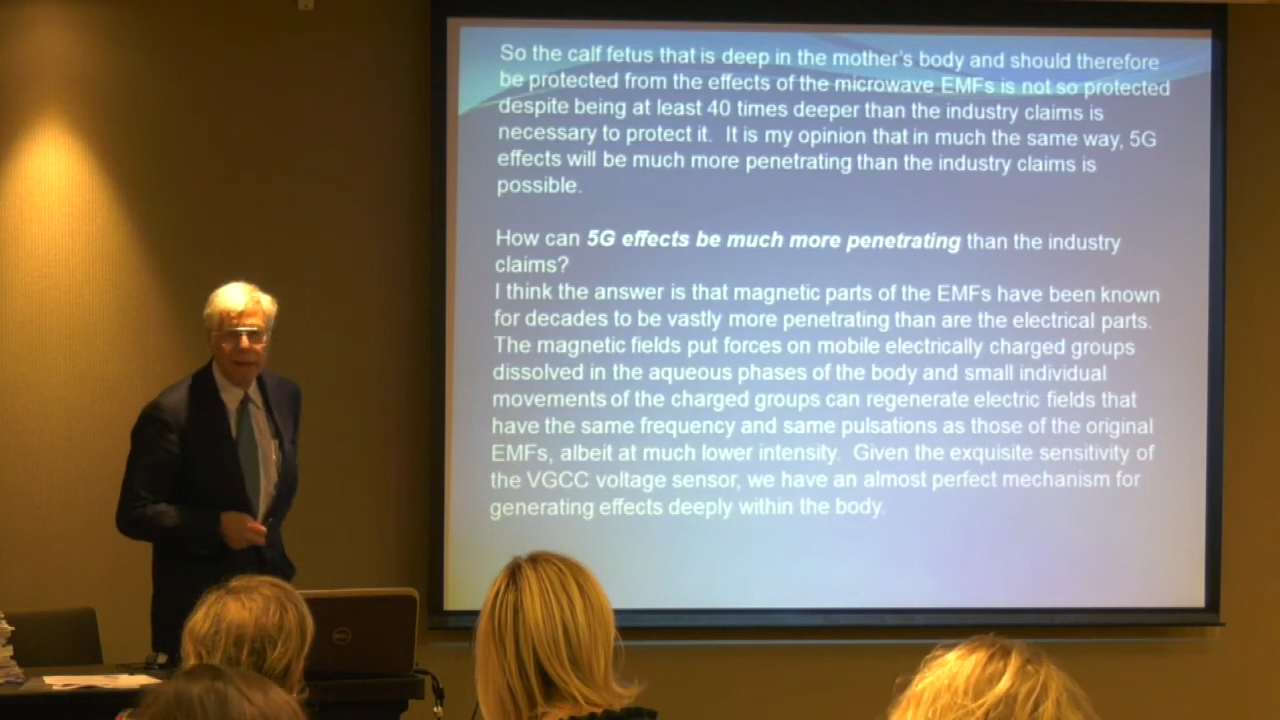 So the calf fetus that is deep in the mother's body and should therefore
be protected from the effects of the microwave EMFs is not so protected
despite being at least 40 times deeper than the industry claims is
necessary to protect it. It is my opinion that in much the same way, 5G
effects will be much more penetrating than the industry claims is
possible.
How can 5G effects be much more penetrating than the industry
claims?
I think the answer is that magnetic parts of the EMFs have been known
for decades to be vastly more penetrating than are the electrical parts.
The magnetic fields put forces on mobile electrically charged groups
dissolved in the aqueous phases of the body and small individual
movements of the charged groups can regenerate electric fields that
have the same frequency and same pulsations as those of the original
EMFs, albeit at much lower intensity. Given the exquisite sensitivity of
the VGCC voltage sensor, we have an almost perfect mechanism for
generating effects deeply within the body.
DELL